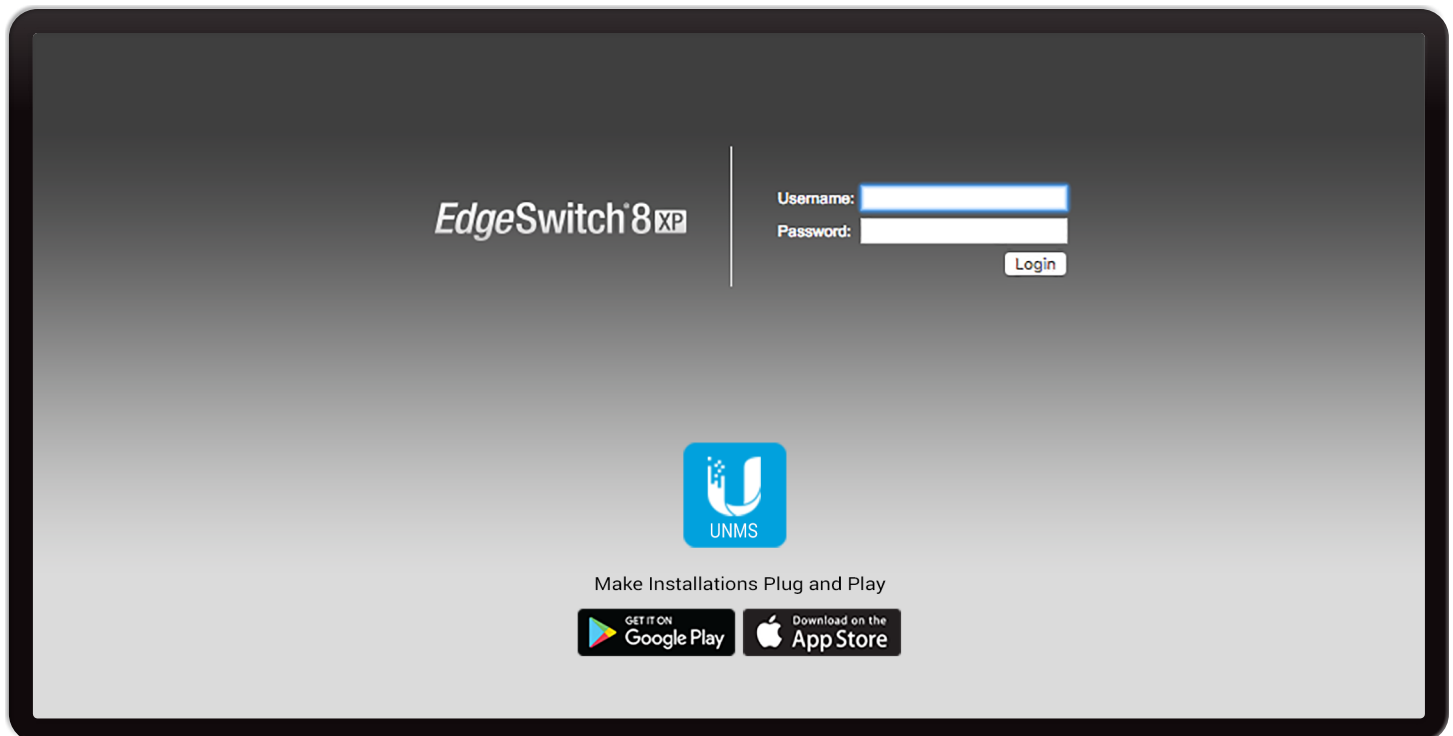 EdgeSwitch® 8 XP
Username:
Password:
Login
UNMS
Make Installations Plug and Play
GET IT ON
Google Play
Download on the
App Store